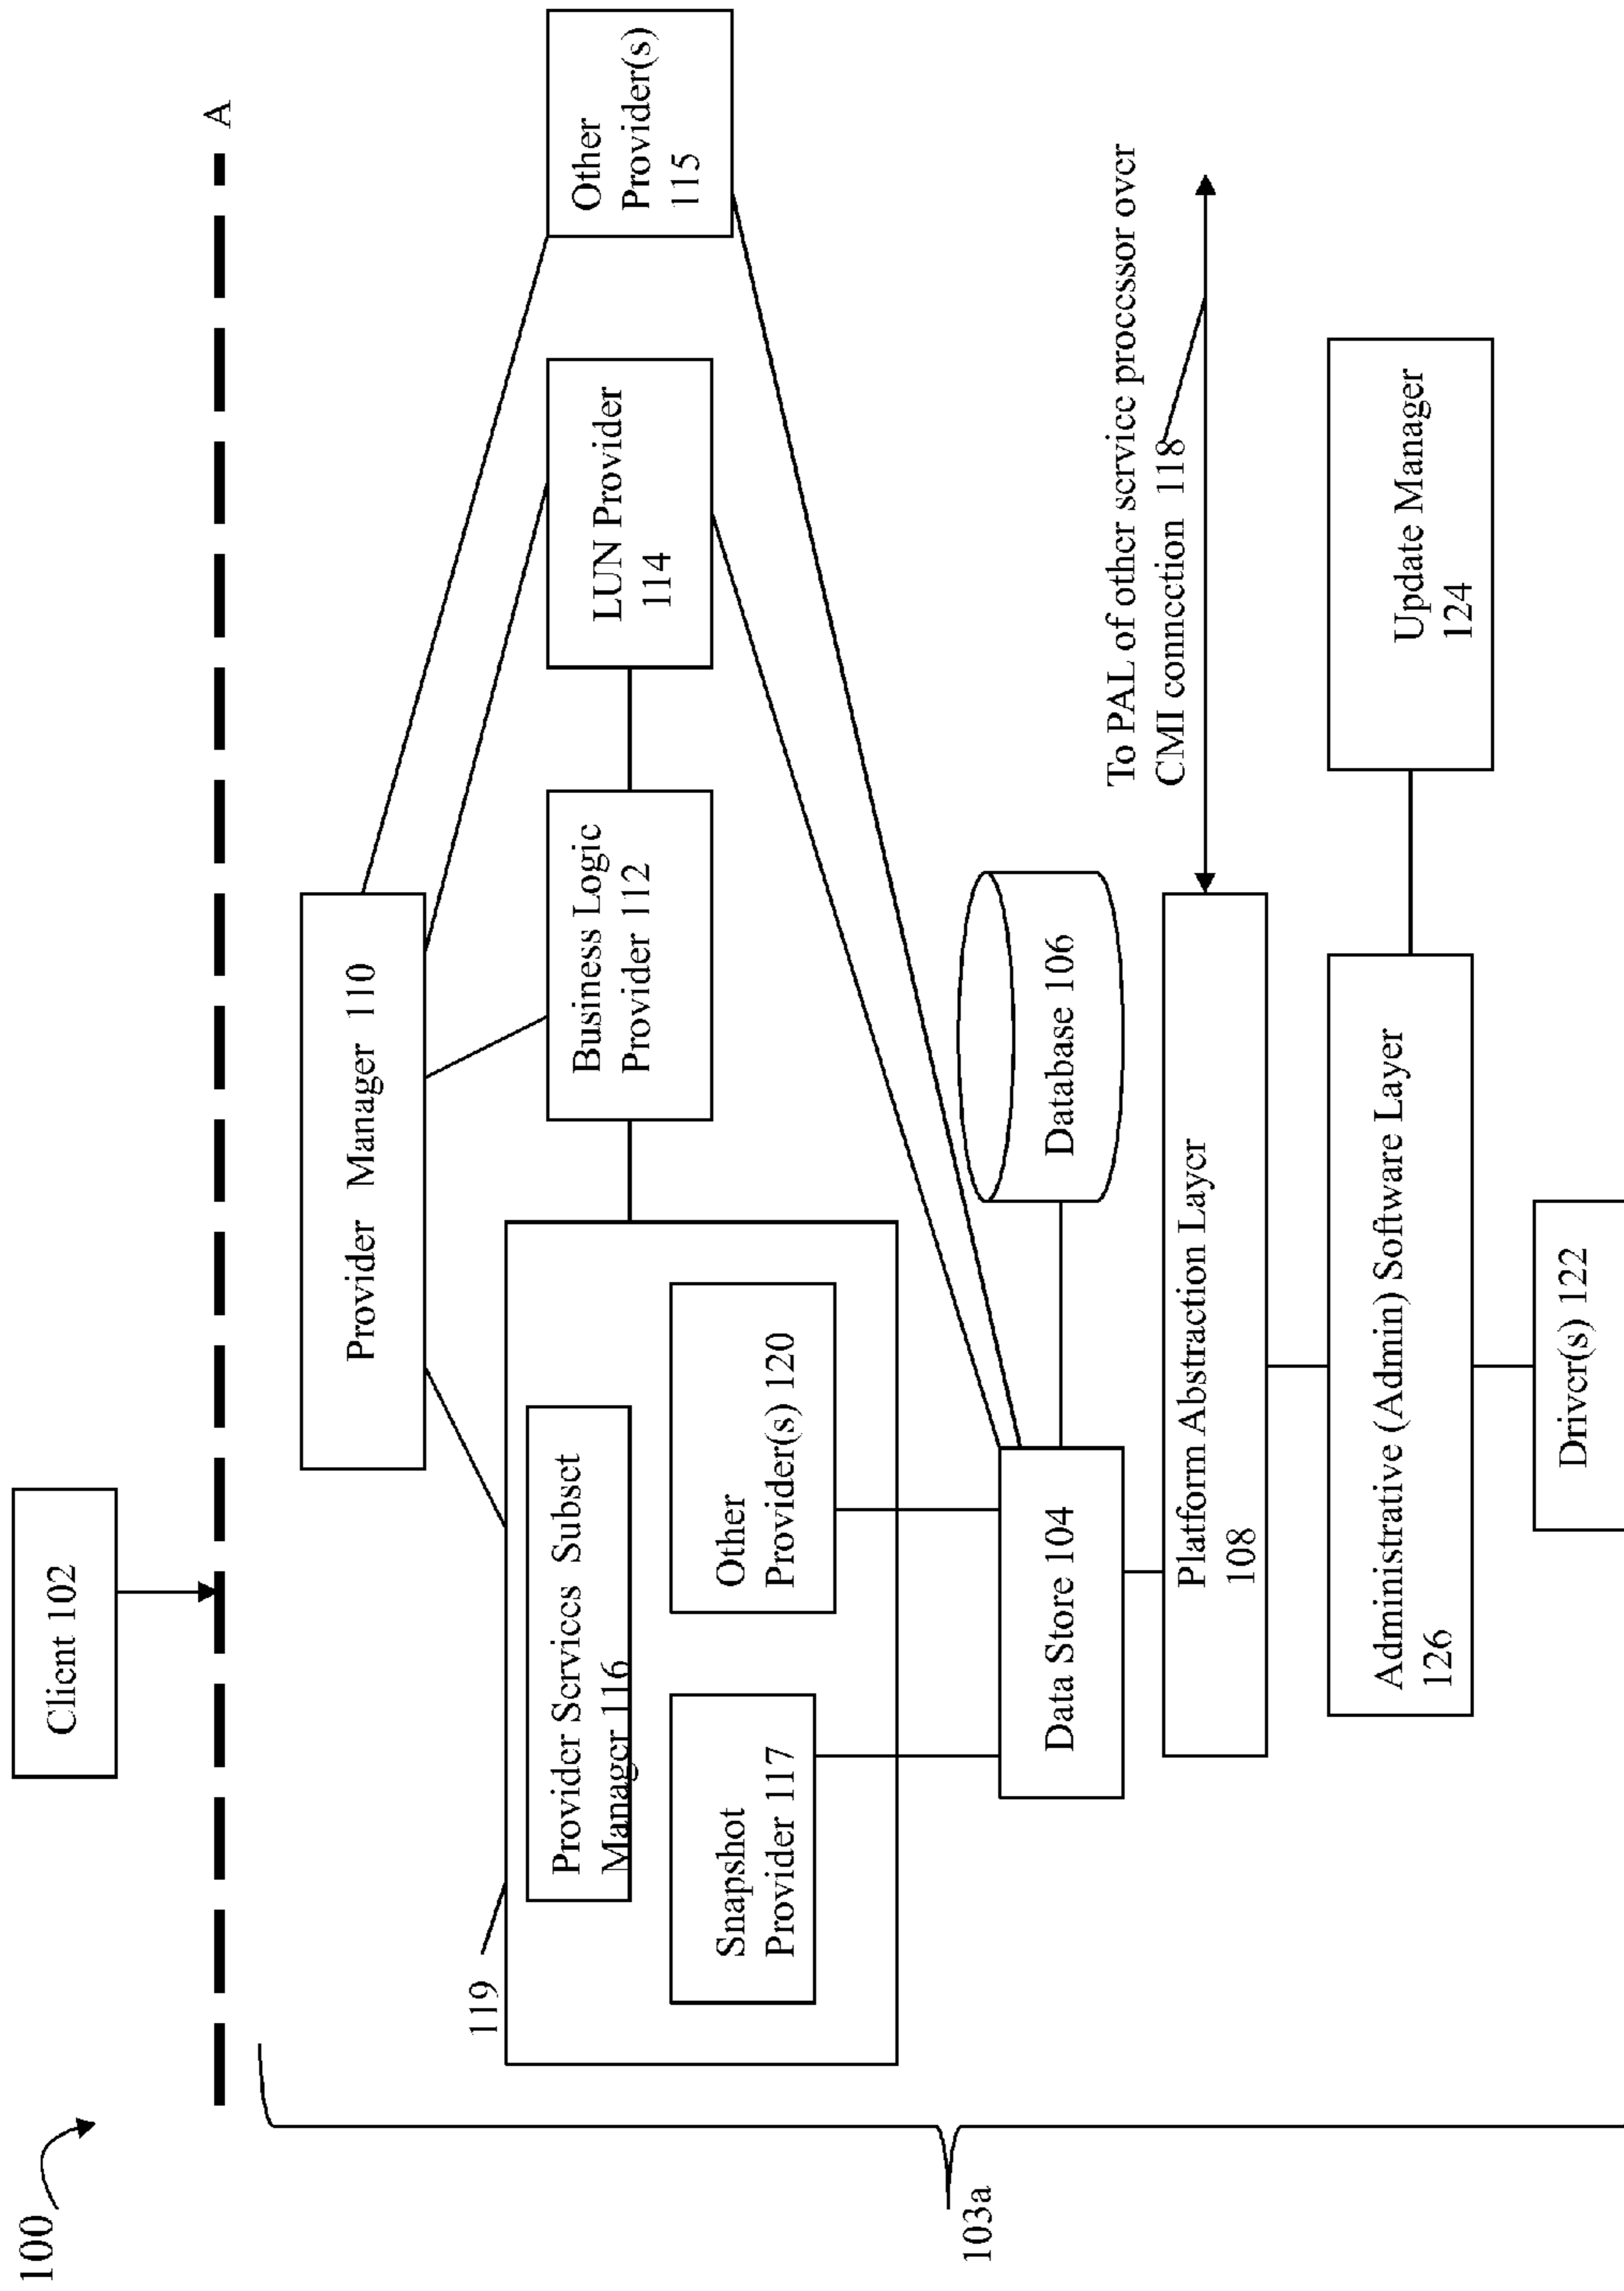 100
Client 102
A
Provider Manager 110
119
Provider Services Subset
Manager 116
Snapshot
Provider 117
Other
Provider(s) 120
Business Logic
Provider 112
LUN Provider
114
Other
Provider(s)
115
103a
Data Store 104
Database 106
To PAL of other service processor over
CMI connection 118
Platform Abstraction Layer
108
Administrative (Admin) Software Layer
126
Update Manager
124
Driver(s) 122